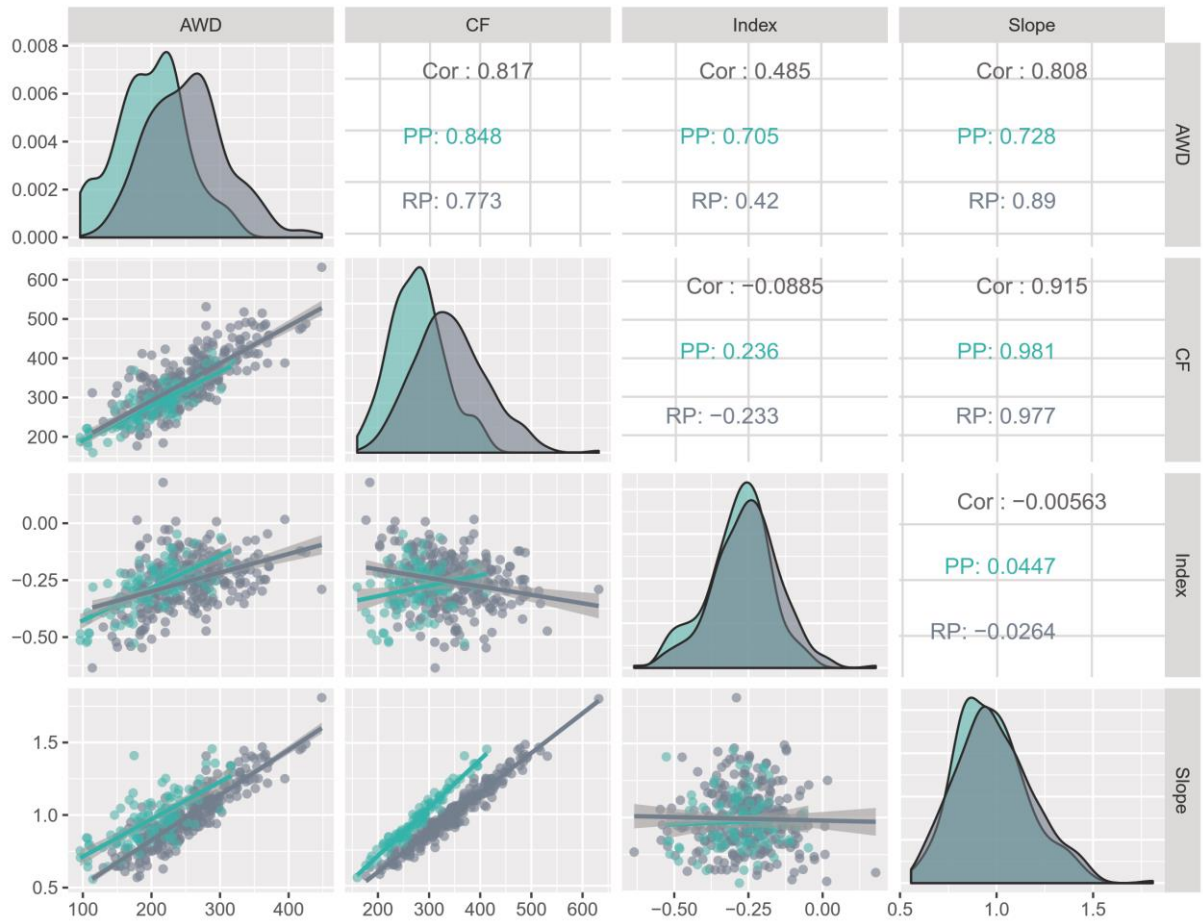 AWD CF Index Slope
0.008
0.006
0.004
0.002
0.000
Cor : 0.817 Cor : 0.485 Cor : 0.808
PP: 0.848 PP: 0.705 PP: 0.728
RP: 0.773 RP: 0.42 RP: 0.89
AWD
600
500
400
300
200
Cor : −0.0885 Cor : 0.915
PP: 0.236 PP: 0.981
RP: −0.233 RP: 0.977
CF
0.00
−0.25
−0.50
Cor : −0.00563
PP: 0.0447
RP: −0.0264
Index
1.5
1.0
0.5
Slope
100 200 300 400 200 300 400 500 600 −0.50 −0.25 0.00 0.5 1.0 1.5